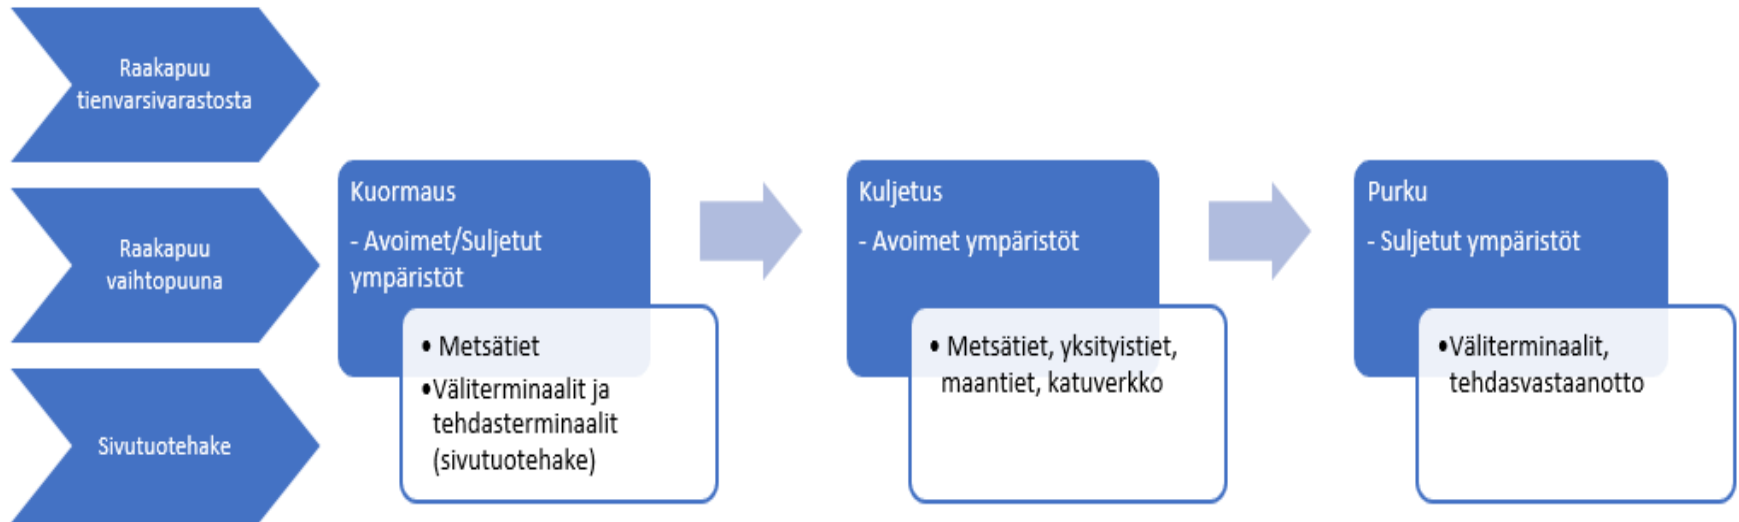 Raakapuu
tienvarsivarastosta
Raakapuu
vaihtopuuna
Sivutuotehake
Kuormaus
- Avoimet/Suljetut
ympäristöt
• Metsätiet
•Väliterminaalit ja
tehdasterminaalit
(sivutuotehake)
Kuljetus
- Avoimet ympäristöt
• Metsätiet, yksityistiet,
maantiet, katuverkko
Purku
- Suljetut ympäristöt
•Väliterminaalit,
tehdasvastaanotto